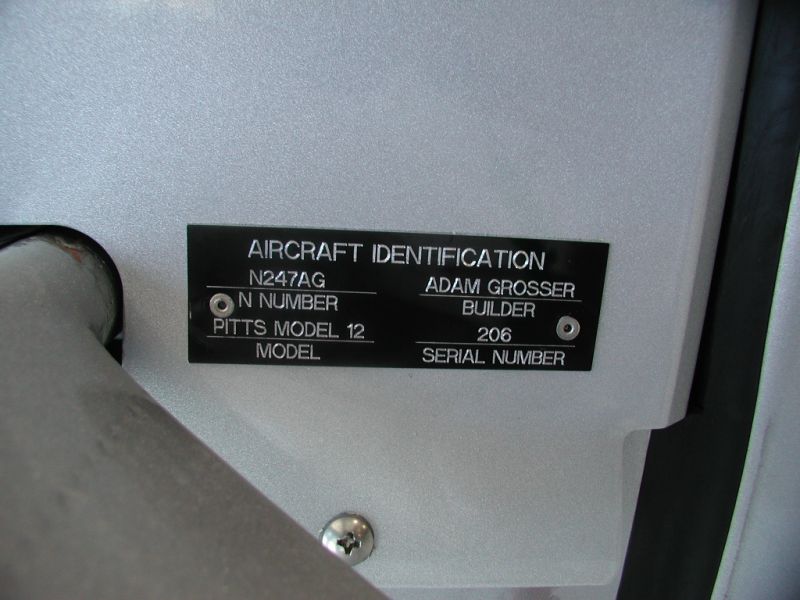 AIRCRAFT IDENTIFICATION
N247AG
N NUMBER
PITTS MODEL 12
MODEL
ADAM GROSSER
BUILDER
206
SERIAL NUMBER